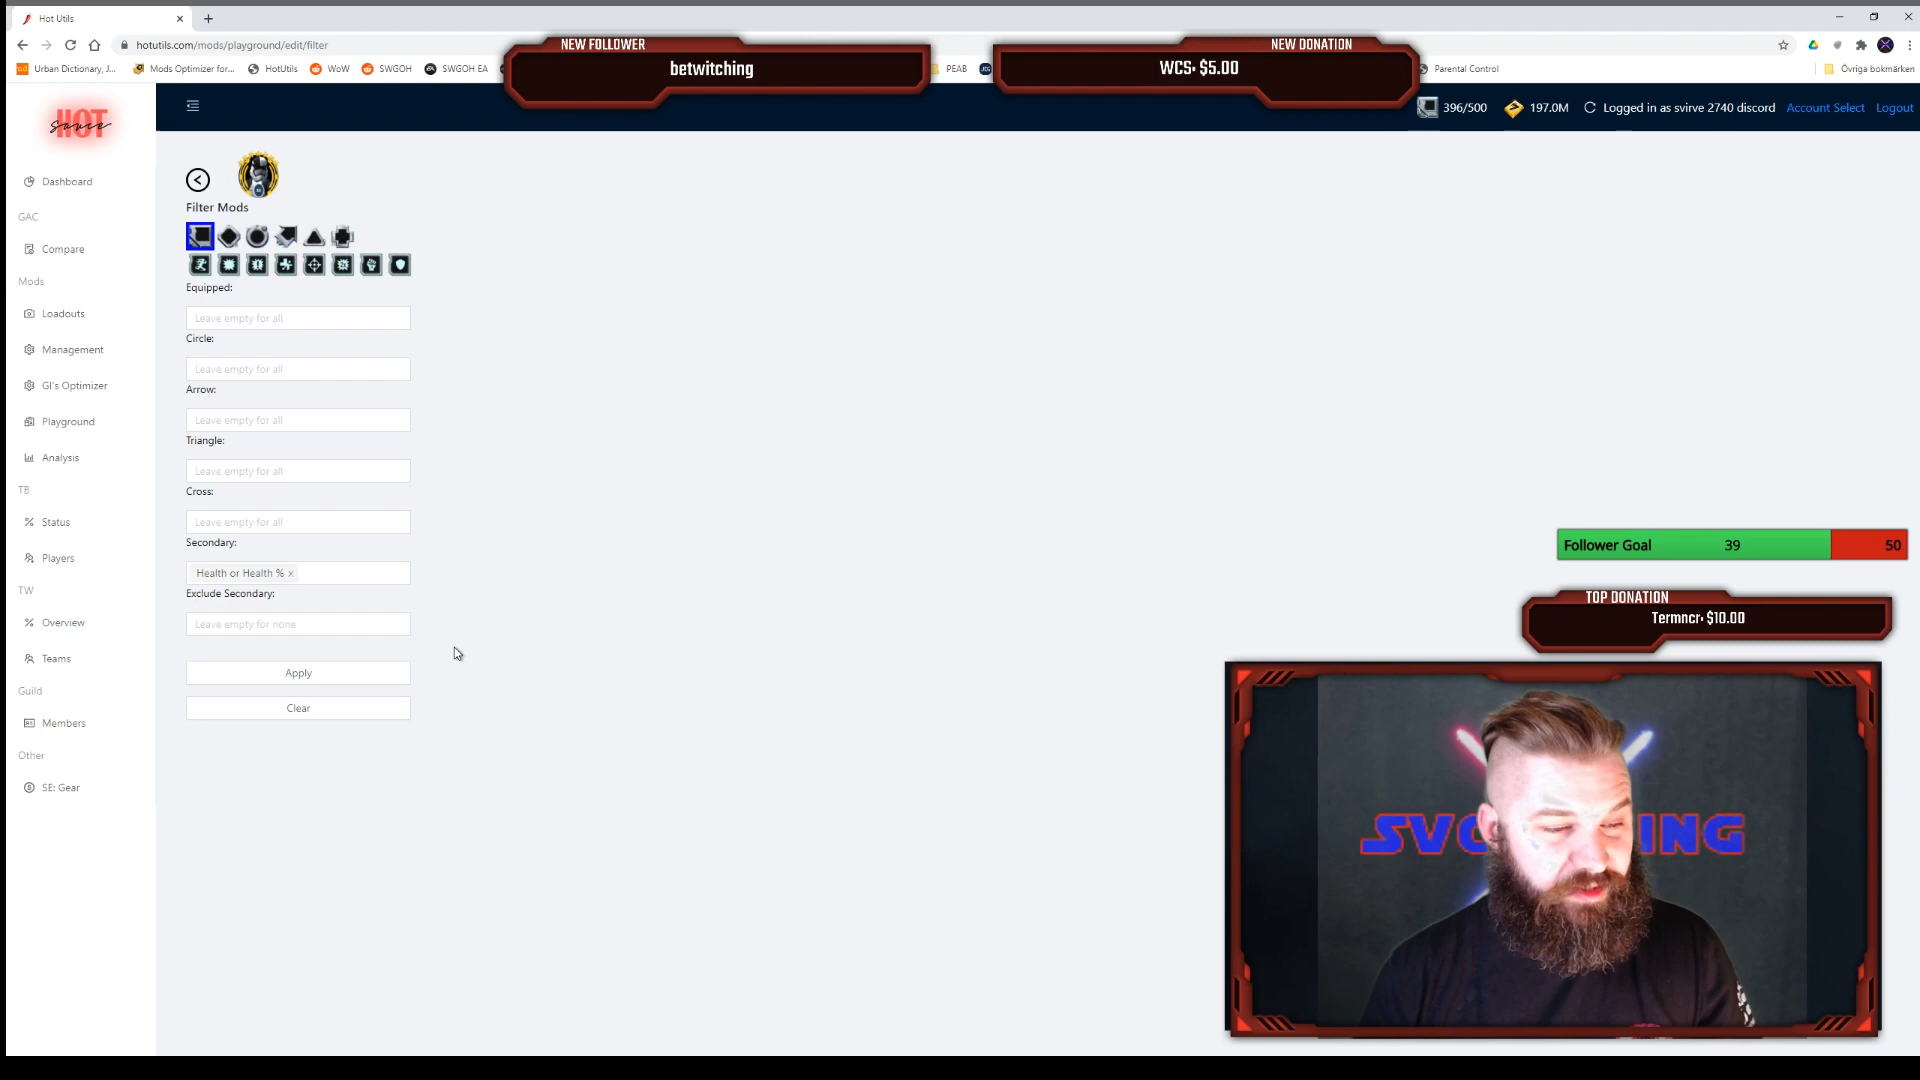 Hot Utils
hotutils.com/mods/playground/edit/filter
NEW FOLLOWER
betwitching
NEW DONATION
WCS: $5.00
Urban Dictionary, J...
Mods Optimizer for...
HotUtils
WoW
SWGOH
SWGOH EA
PEAB
Parental Control
Övriga bokmärken
HOT
sauce
396/500
197.0M
Logged in as svirve 2740 discord
Account Select
Logout
Dashboard
GAC
Compare
Mods
Loadouts
Management
GI's Optimizer
Playground
Analysis
TB
Status
Players
TW
Overview
Teams
Guild
Members
Other
SE: Gear
Filter Mods
Equipped:
Leave empty for all
Circle:
Leave empty for all
Arrow:
Leave empty for all
Triangle:
Leave empty for all
Cross:
Leave empty for all
Secondary:
Health or Health % ×
Exclude Secondary:
Leave empty for none
Apply
Clear
Follower Goal 39 50
TOP DONATION
Termncr: $10.00